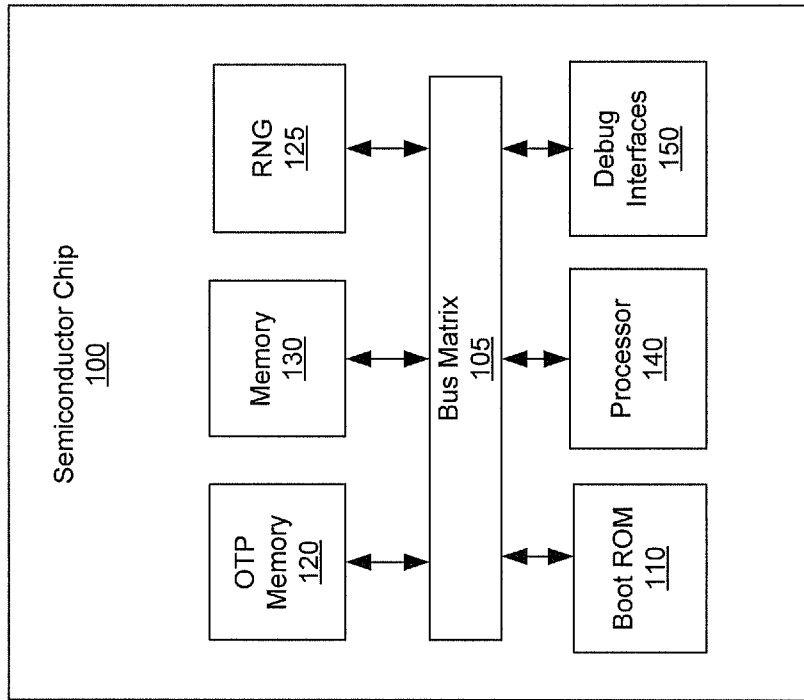 Semiconductor Chip
100
OTP
Memory
120
Memory
130
RNG
125
Bus Matrix
105
Boot ROM
110
Processor
140
Debug
Interfaces
150